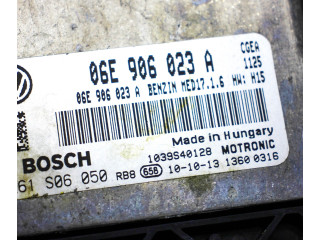 06E 906 023 A
CGEA
1125
06E 906 023 A BENZIN MED17.1.6 HW: H15
Made in Hungary
BOSCH
1039S40128 MOTRONIC
61 S06 050 RB8 658 10-10-13 1360 0316